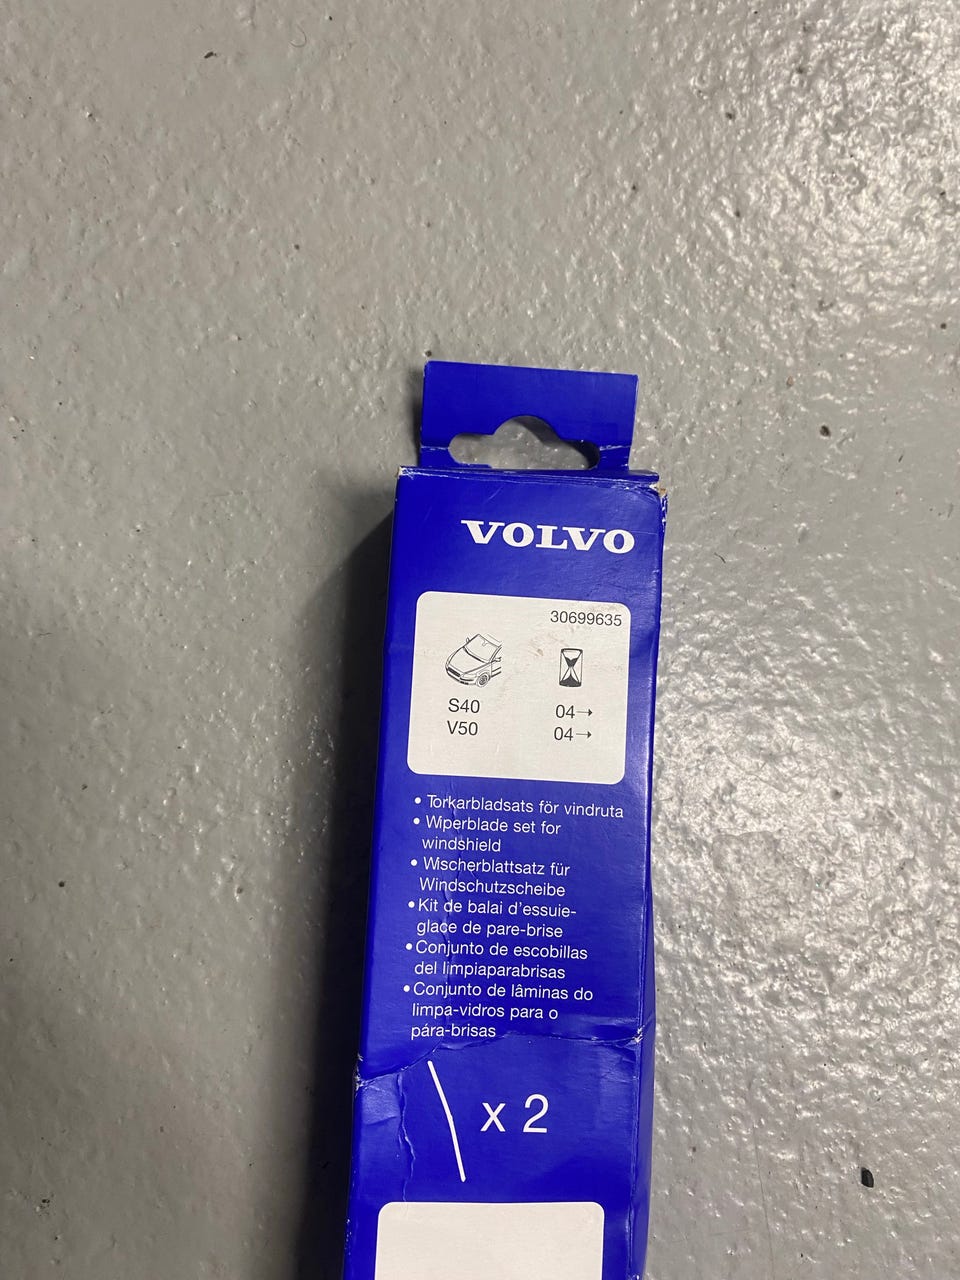 VOLVO
30699635
S40 04→
V50 04→
• Torkarbladsats för vindruta
• Wiperblade set for
windshield
• Wischerblattsatz für
Windschutzscheibe
• Kit de balai d'essuie-
glace de pare-brise
• Conjunto de escobillas
del limpiaparabrisas
• Conjunto de lâminas do
limpa-vidros para o
pára-brisas
x 2